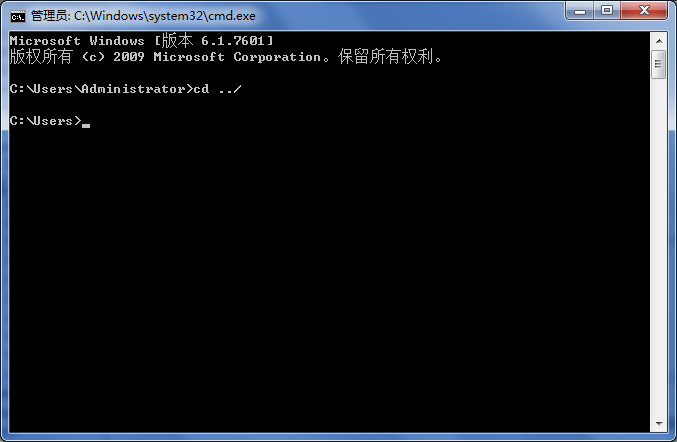 管理员: C:\Windows\system32\cmd.exe
Microsoft Windows [版本 6.1.7601]
版权所有 (c) 2009 Microsoft Corporation。保留所有权利。
C:\Users\Administrator>cd ../
C:\Users>_